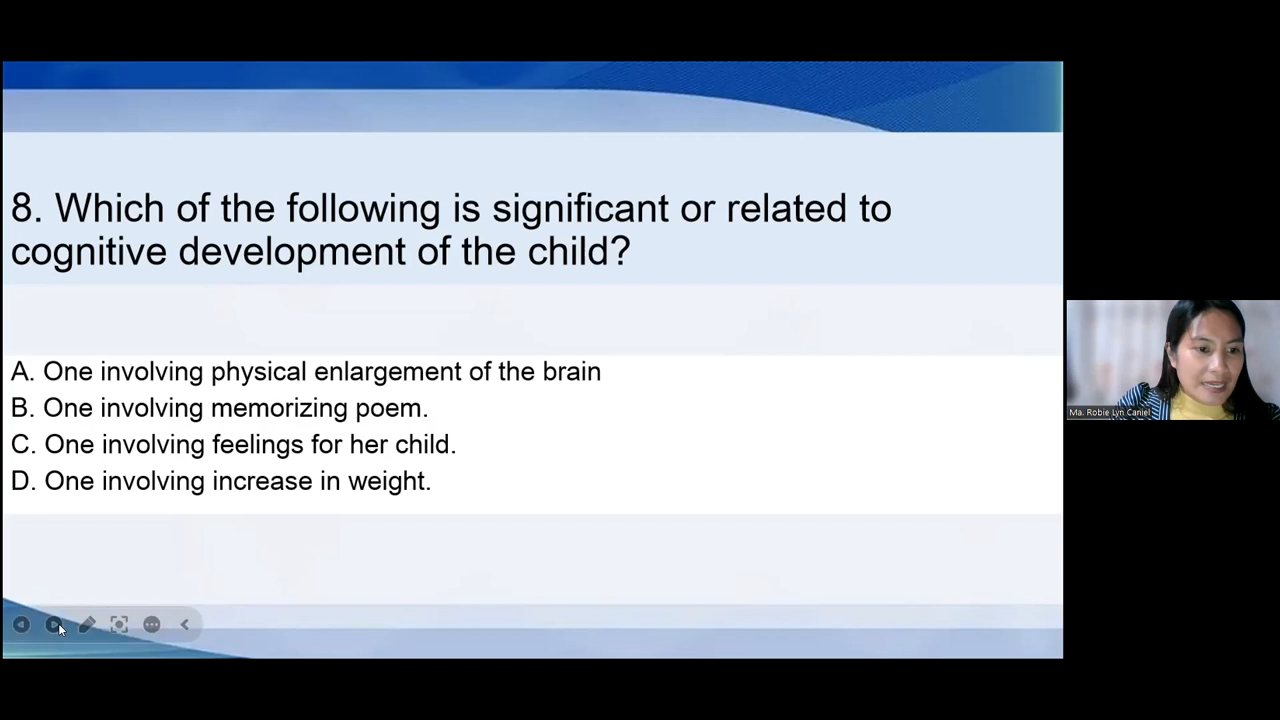 8. Which of the following is significant or related to
cognitive development of the child?
A. One involving physical enlargement of the brain
B. One involving memorizing poem.
C. One involving feelings for her child.
D. One involving increase in weight.
Ma. Robie Lyn Caniel